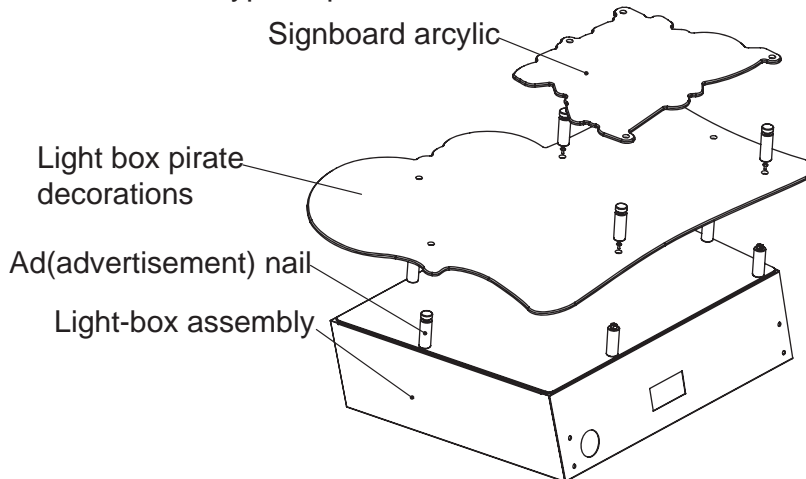 Signboard arcylic
Light box pirate
decorations
Ad(advertisement) nail
Light-box assembly